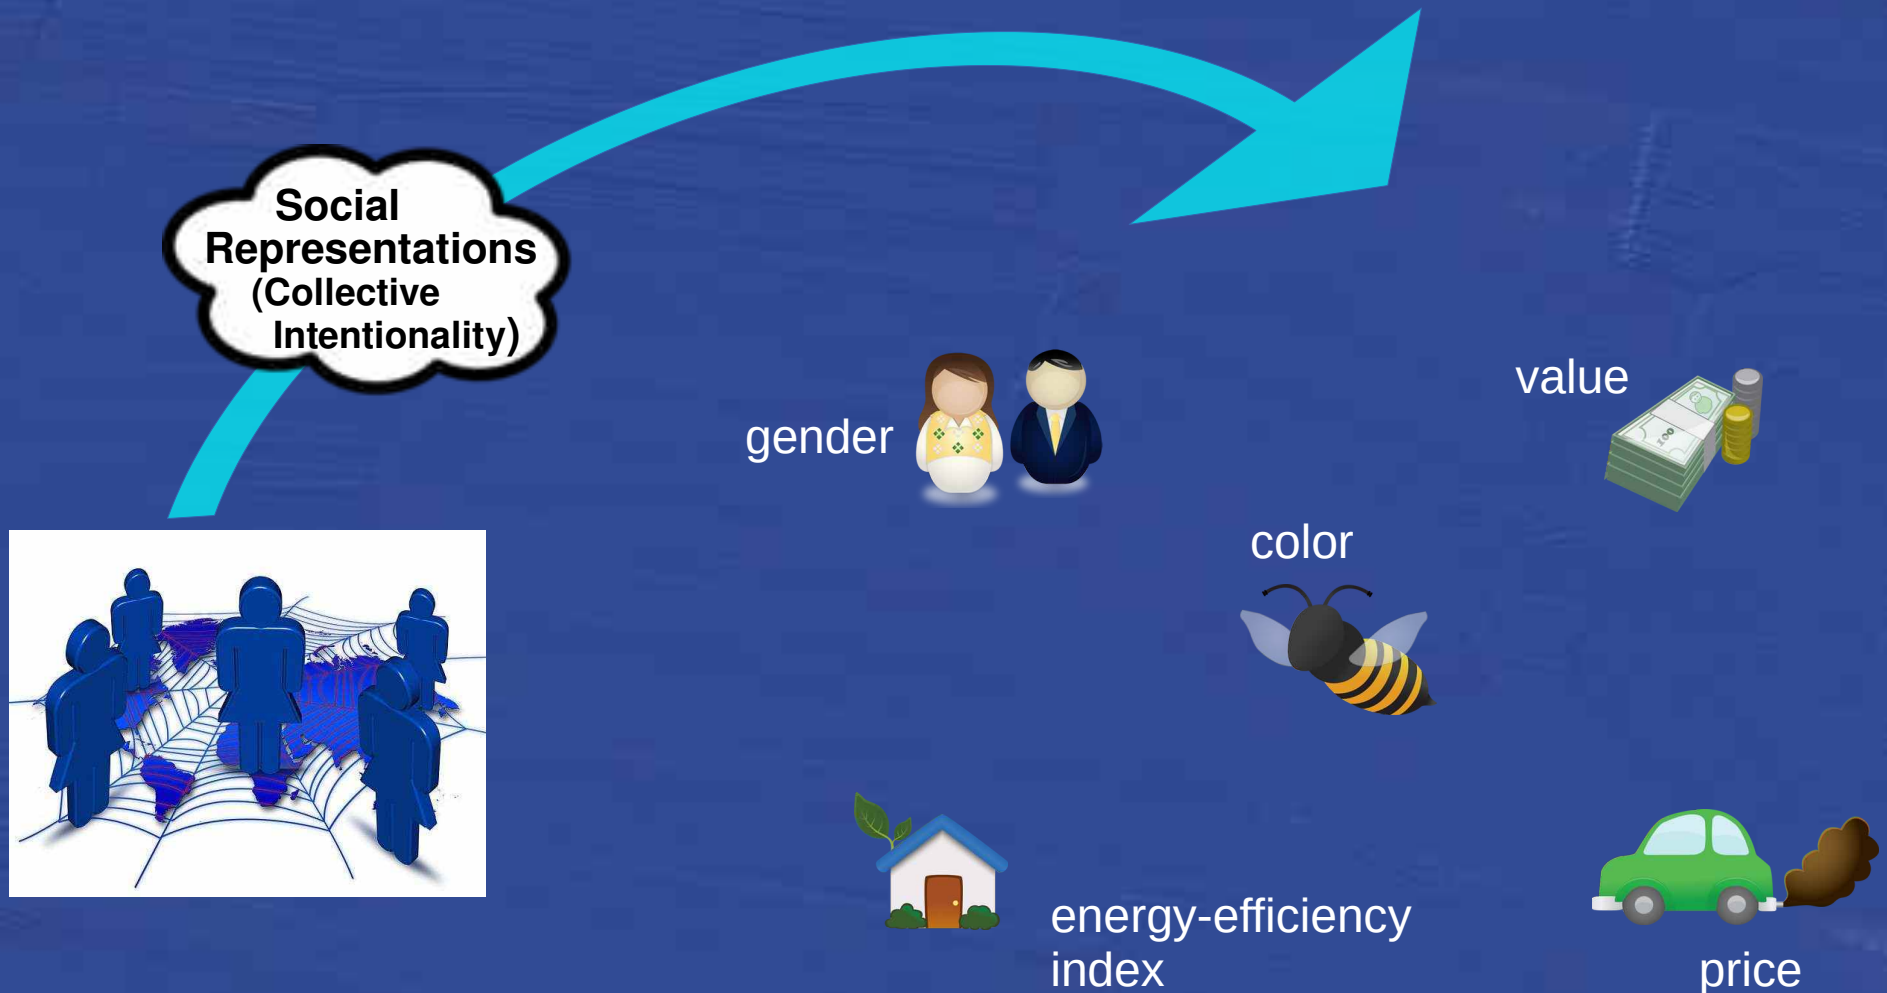 Social
Representations
(Collective
Intentionality)
value
gender
color
energy-efficiency
index
price